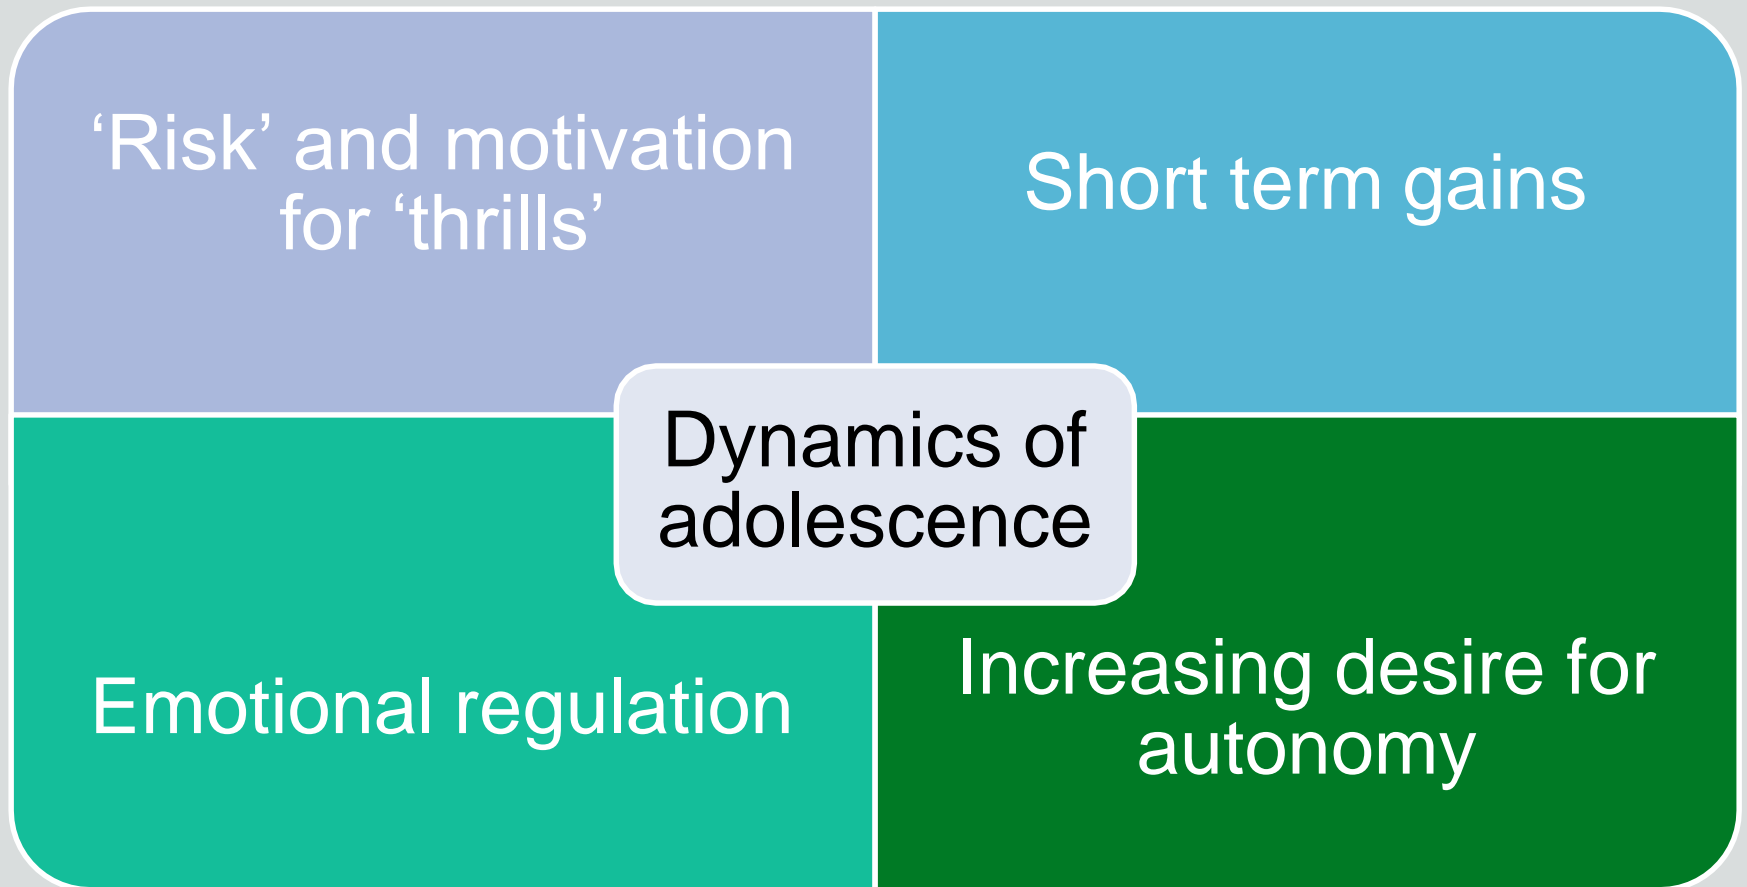 ‘Risk’ and motivation
for ‘thrills’
Short term gains
Dynamics of
adolescence
Emotional regulation
Increasing desire for
autonomy